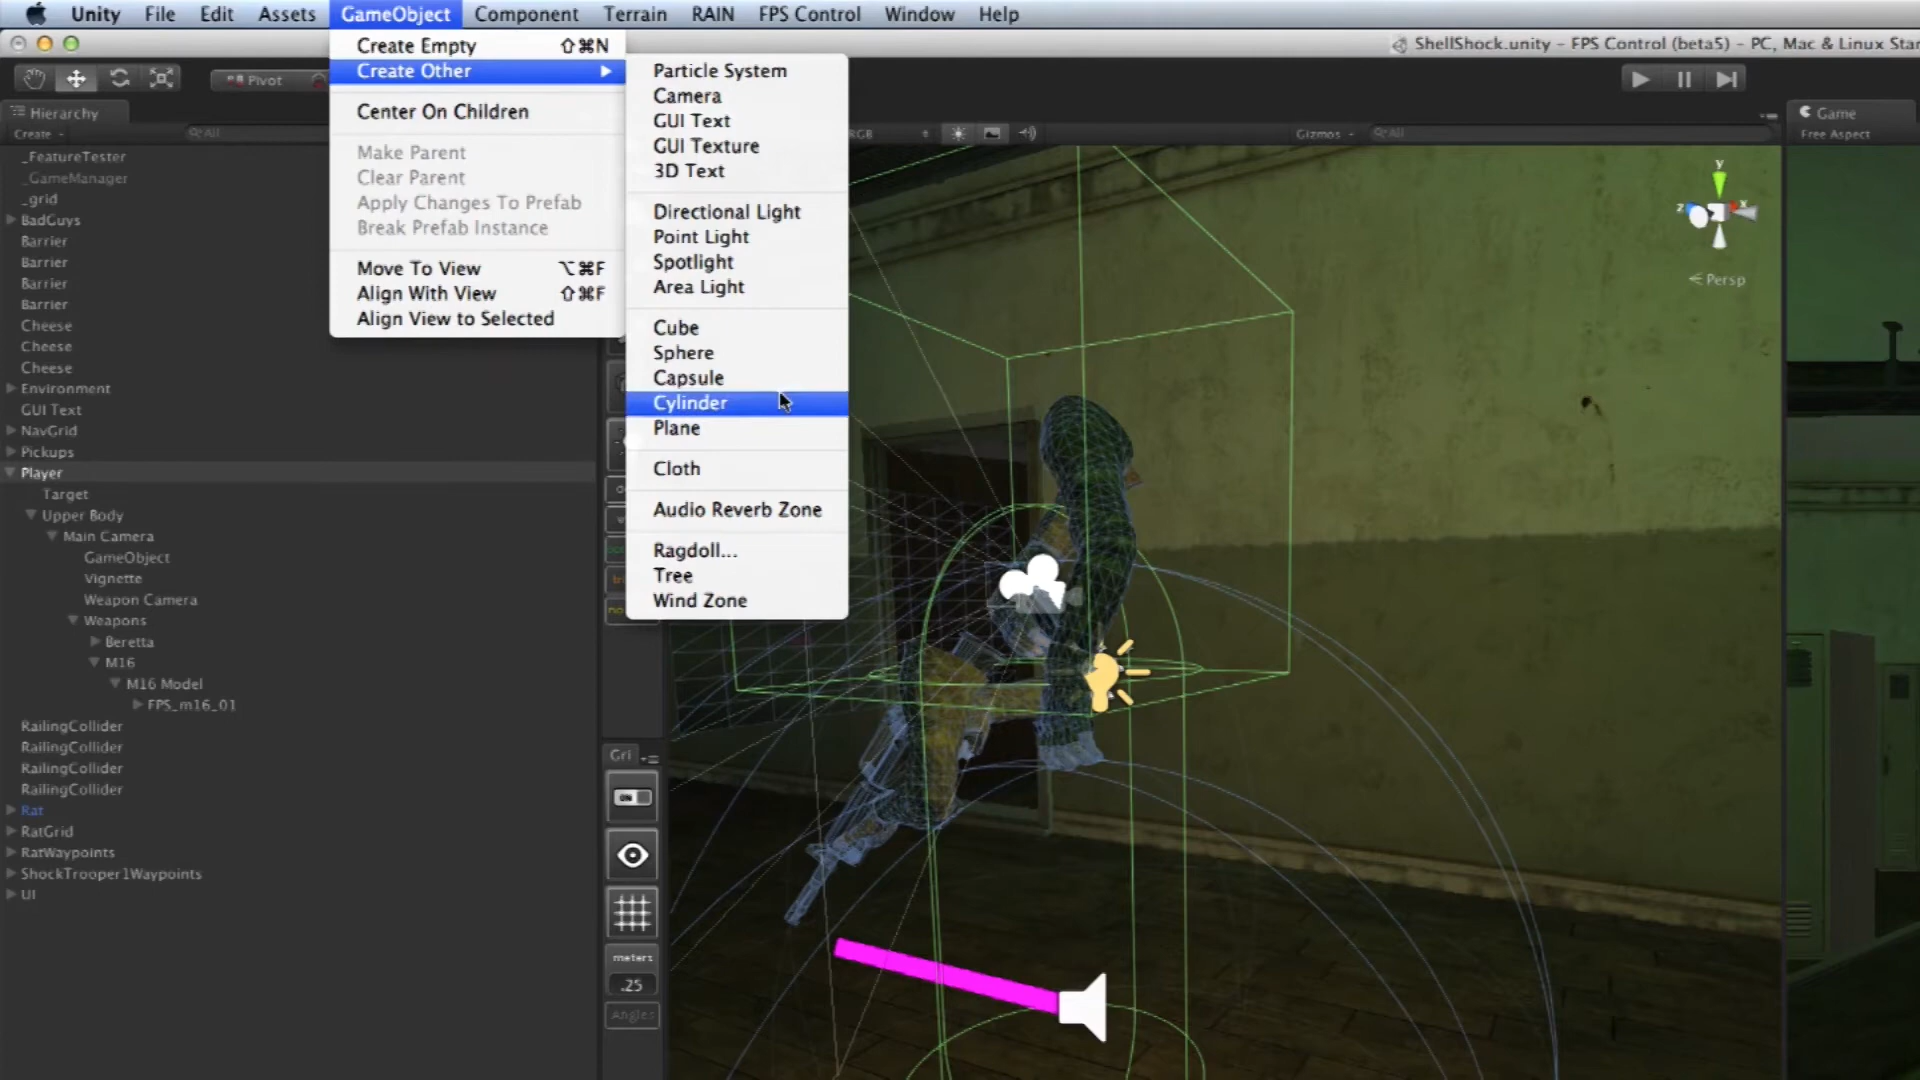 Unity File Edit Assets GameObject Component Terrain RAIN FPS Control Window Help
ShellShock.unity - FPS Control (beta5) - PC, Mac & Linux Star
Pivot
Hierarchy
Create
All
_FeatureTester
_GameManager
_grid
BadGuys
Barrier
Barrier
Barrier
Barrier
Cheese
Cheese
Cheese
Environment
GUI Text
NavGrid
Pickups
Player
Target
Upper Body
Main Camera
GameObject
Vignette
Weapon Camera
Weapons
Beretta
M16
M16 Model
FPS_m16_01
RailingCollider
RailingCollider
RailingCollider
RailingCollider
Rat
RatGrid
RatWaypoints
ShockTrooper1Waypoints
UI
Create Empty ⇧⌘N
Create Other
Center On Children
Make Parent
Clear Parent
Apply Changes To Prefab
Break Prefab Instance
Move To View ⌥⌘F
Align With View ⇧⌘F
Align View to Selected
Particle System
Camera
GUI Text
GUI Texture
3D Text
Directional Light
Point Light
Spotlight
Area Light
Cube
Sphere
Capsule
Cylinder
Plane
Cloth
Audio Reverb Zone
Ragdoll...
Tree
Wind Zone
RGB
Gizmos
All
y
z
x
Persp
Game
Free Aspect
Gri
ON
meters
.25
Angles